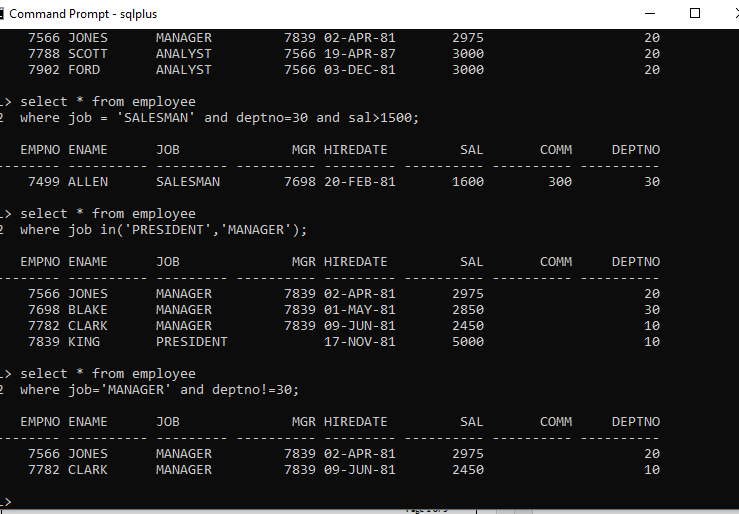 Command Prompt - sqlplus
7566 JONES MANAGER 7839 02-APR-81 2975 20
7788 SCOTT ANALYST 7566 19-APR-87 3000 20
7902 FORD ANALYST 7566 03-DEC-81 3000 20
L> select * from employee
2 where job = 'SALESMAN' and deptno=30 and sal>1500;
EMPNO ENAME JOB MGR HIREDATE SAL COMM DEPTNO
-------- ---------- --------- ---------- --------- ---------- ---------- ----------
7499 ALLEN SALESMAN 7698 20-FEB-81 1600 300 30
L> select * from employee
2 where job in('PRESIDENT','MANAGER');
EMPNO ENAME JOB MGR HIREDATE SAL COMM DEPTNO
-------- ---------- --------- ---------- --------- ---------- ---------- ----------
7566 JONES MANAGER 7839 02-APR-81 2975 20
7698 BLAKE MANAGER 7839 01-MAY-81 2850 30
7782 CLARK MANAGER 7839 09-JUN-81 2450 10
7839 KING PRESIDENT 17-NOV-81 5000 10
L> select * from employee
2 where job='MANAGER' and deptno!=30;
EMPNO ENAME JOB MGR HIREDATE SAL COMM DEPTNO
-------- ---------- --------- ---------- --------- ---------- ---------- ----------
7566 JONES MANAGER 7839 02-APR-81 2975 20
7782 CLARK MANAGER 7839 09-JUN-81 2450 10
L>